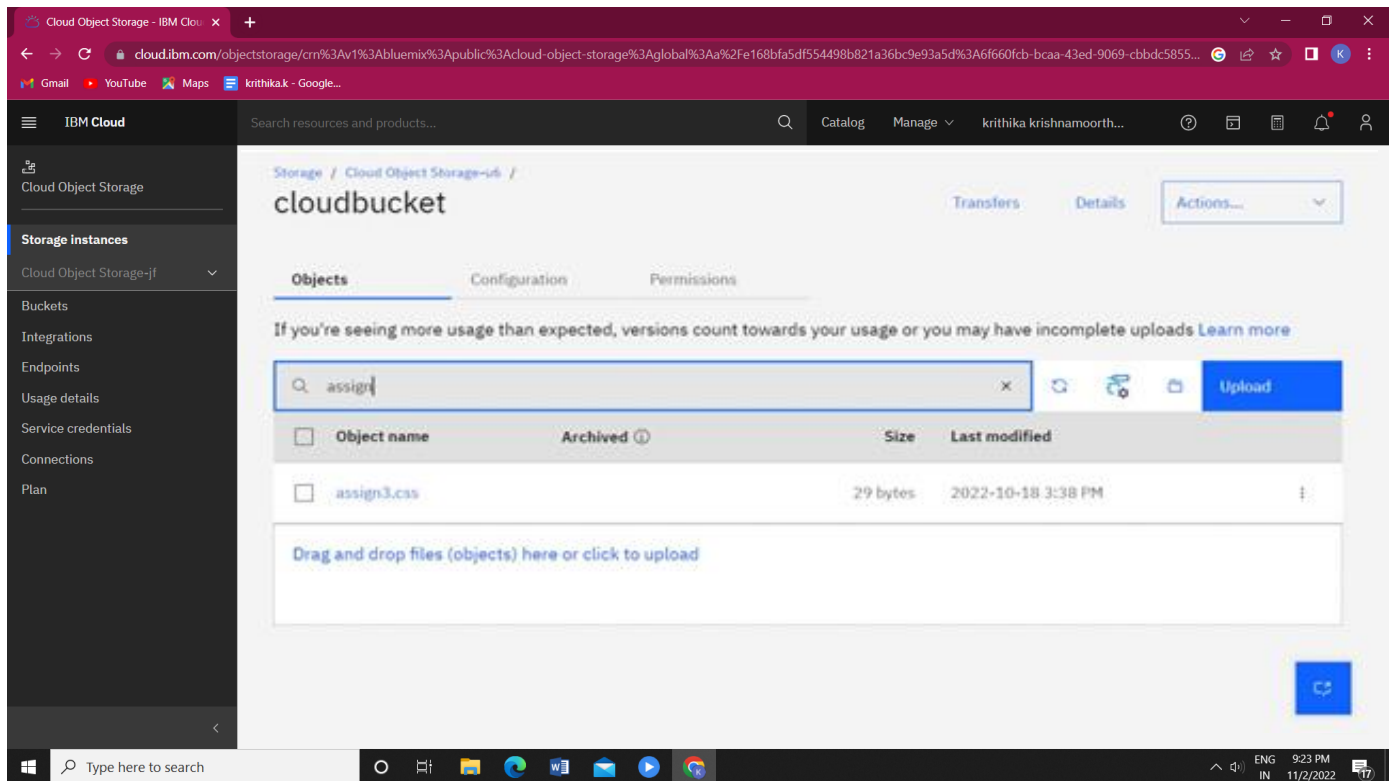 Cloud Object Storage - IBM Clou
cloud.ibm.com/objectstorage/crn%3Av1%3Abluemix%3Apublic%3Acloud-object-storage%3Aglobal%3Aa%2Fe168bfa5df554498b821a36bc9e93a5d%3A6f660fcb-bcaa-43ed-9069-cbbdc5855...
K
Gmail YouTube Maps krithika.k - Google...
IBM Cloud
Search resources and products...
Catalog Manage krithika krishnamoorth...
Cloud Object Storage
Storage instances
Cloud Object Storage-jf
Buckets
Integrations
Endpoints
Usage details
Service credentials
Connections
Plan
Storage / Cloud Object /
cloudbucket
Transfers Details Actions...
Objects Configuration Permissions
If you're seeing more usage than expected, versions count towards your usage or you may have incomplete uploads Learn more
assign
Upload
Object name Archived Size Last modified
assign3.css 29 bytes 2022-10-18 3:38 PM
Drag and drop files (objects) here or click to upload
Type here to search
ENG
IN
9:23 PM
11/2/2022
17